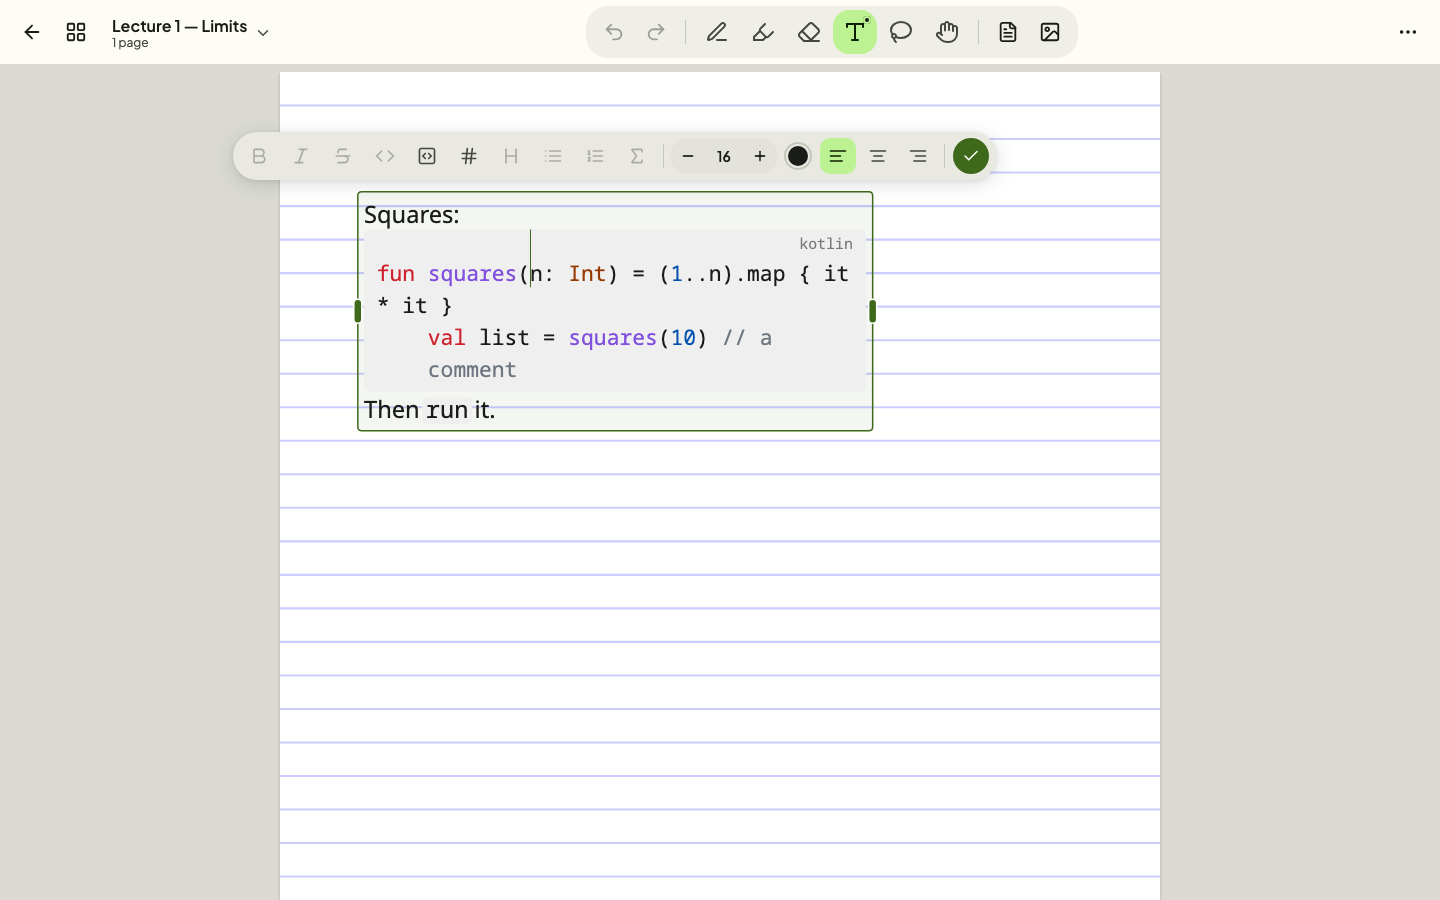 Lecture 1 — Limits
1 page
16
Squares:
kotlin
fun squares(n: Int) = (1..n).map { it
* it }
    val list = squares(10) // a
    comment
Then run it.